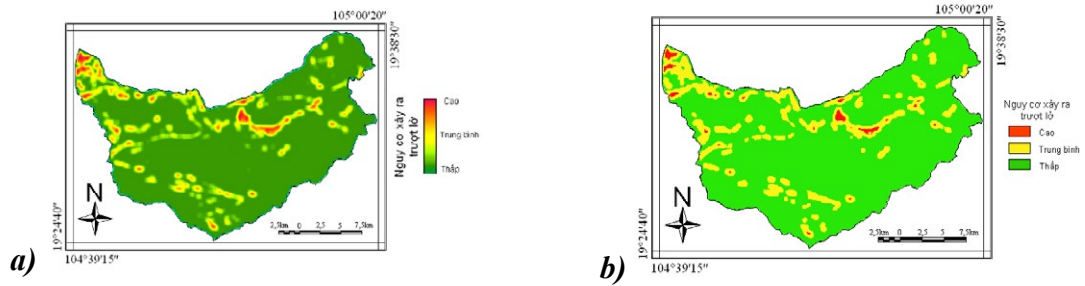 105°00'20"
19°38'30"
Nguy cơ xảy ra
trượt lở
Cao
Trung bình
Thấp
N
19°24'40"
2,5km 0 2,5 5 7,5km
104°39'15"
a)
105°00'20"
19°38'30"
Nguy cơ xảy ra
trượt lở
Cao
Trung bình
Thấp
N
19°24'40"
2,5km 0 2,5 5 7,5km
104°39'15"
b)